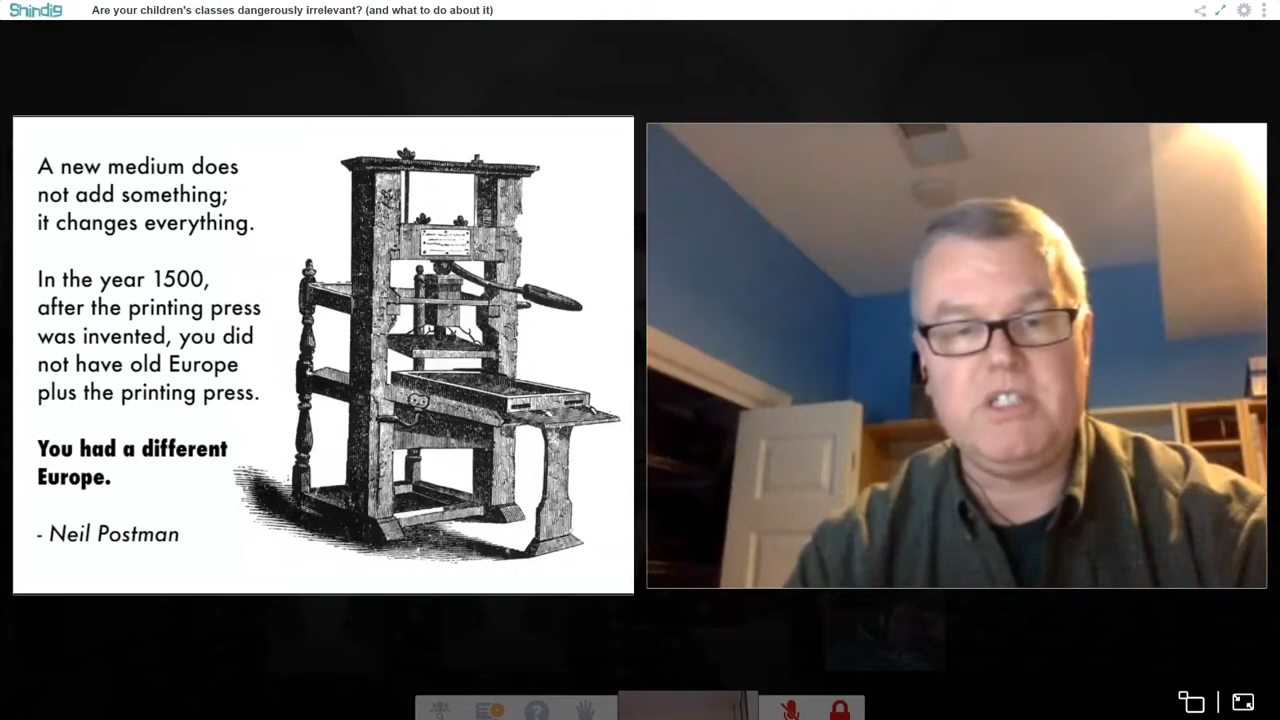 Shindig
Are your children's classes dangerously irrelevant? (and what to do about it)
A new medium does
not add something;
it changes everything.
In the year 1500,
after the printing press
was invented, you did
not have old Europe
plus the printing press.
You had a different
Europe.
- Neil Postman